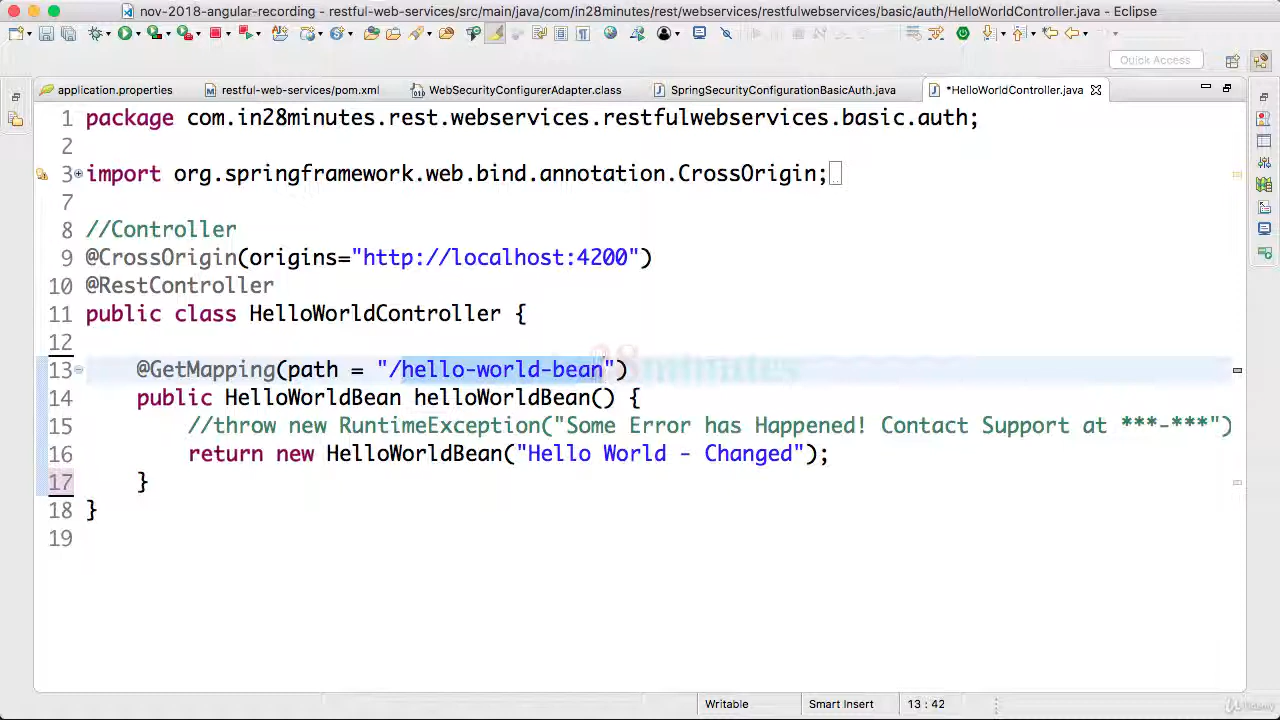 nov-2018-angular-recording - restful-web-services/src/main/java/com/in28minutes/rest/webservices/restfulwebservices/basic/auth/HelloWorldController.java - Eclipse
Quick Access
application.properties
restful-web-services/pom.xml
WebSecurityConfigurerAdapter.class
SpringSecurityConfigurationBasicAuth.java
*HelloWorldController.java
1 package com.in28minutes.rest.webservices.restfulwebservices.basic.auth;
2
3 import org.springframework.web.bind.annotation.CrossOrigin;
7
8 //Controller
9 @CrossOrigin(origins="http://localhost:4200")
10 @RestController
11 public class HelloWorldController {
12
13 @GetMapping(path = "/hello-world-bean")
14 public HelloWorldBean helloWorldBean() {
15 //throw new RuntimeException("Some Error has Happened! Contact Support at ***-***")
16 return new HelloWorldBean("Hello World - Changed");
17 }
18 }
19
28minutes
Writable
Smart Insert
13 : 42
Udemy